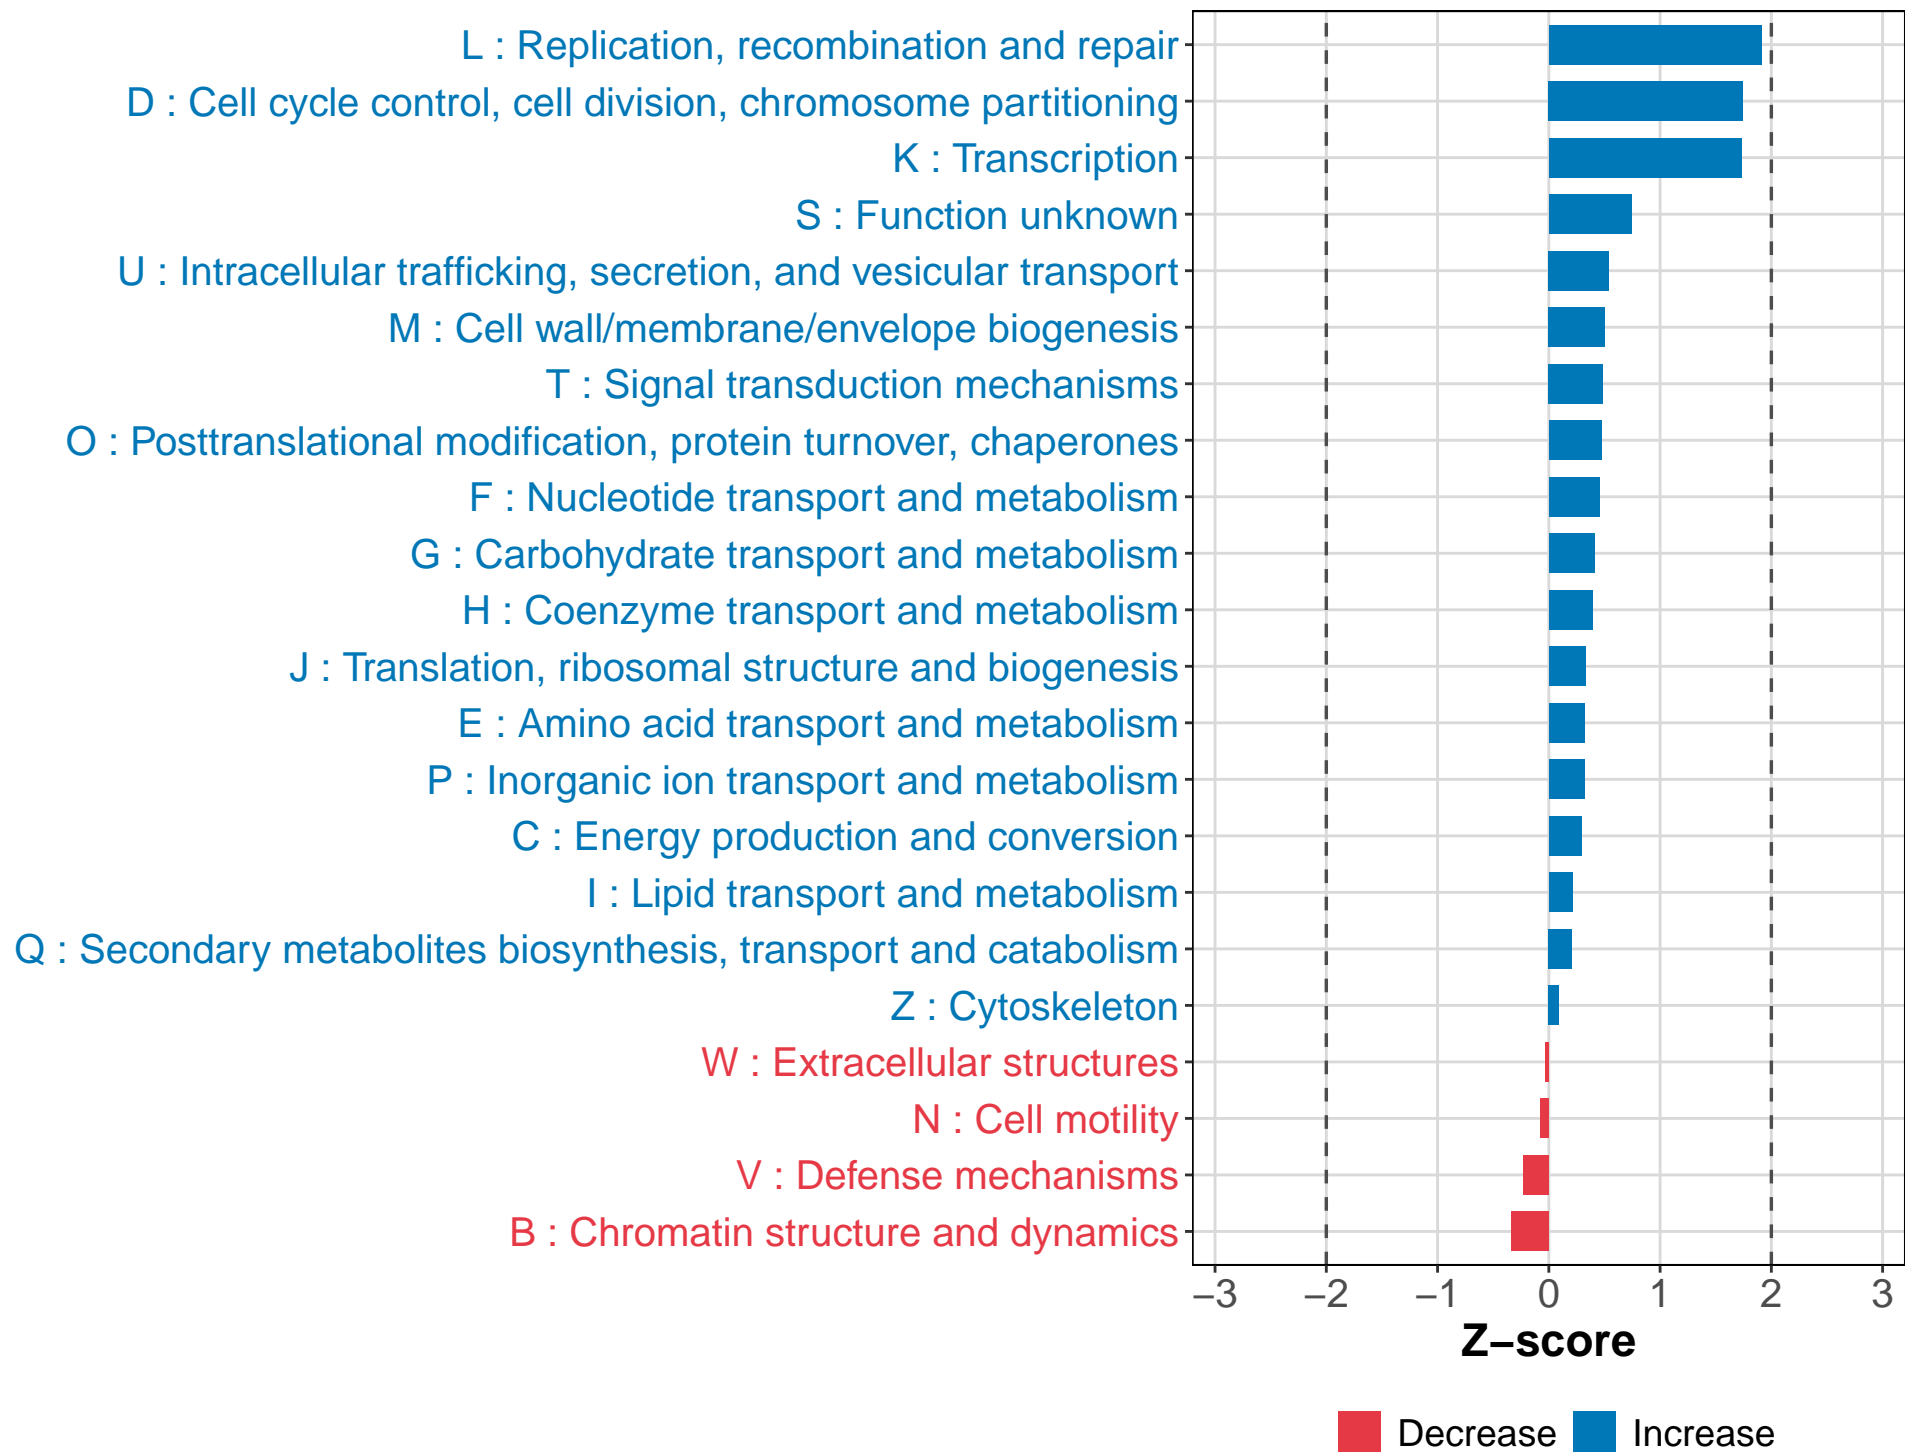 L : Replication, recombination and repair
D : Cell cycle control, cell division, chromosome partitioning
K : Transcription
S : Function unknown
U : Intracellular trafficking, secretion, and vesicular transport
M : Cell wall/membrane/envelope biogenesis
T : Signal transduction mechanisms
O : Posttranslational modification, protein turnover, chaperones
F : Nucleotide transport and metabolism
G : Carbohydrate transport and metabolism
H : Coenzyme transport and metabolism
J : Translation, ribosomal structure and biogenesis
E : Amino acid transport and metabolism
P : Inorganic ion transport and metabolism
C : Energy production and conversion
I : Lipid transport and metabolism
Q : Secondary metabolites biosynthesis, transport and catabolism
Z : Cytoskeleton
W : Extracellular structures
N : Cell motility
V : Defense mechanisms
B : Chromatin structure and dynamics
−3 −2 −1 0 1 2 3
Z−score
Decrease Increase